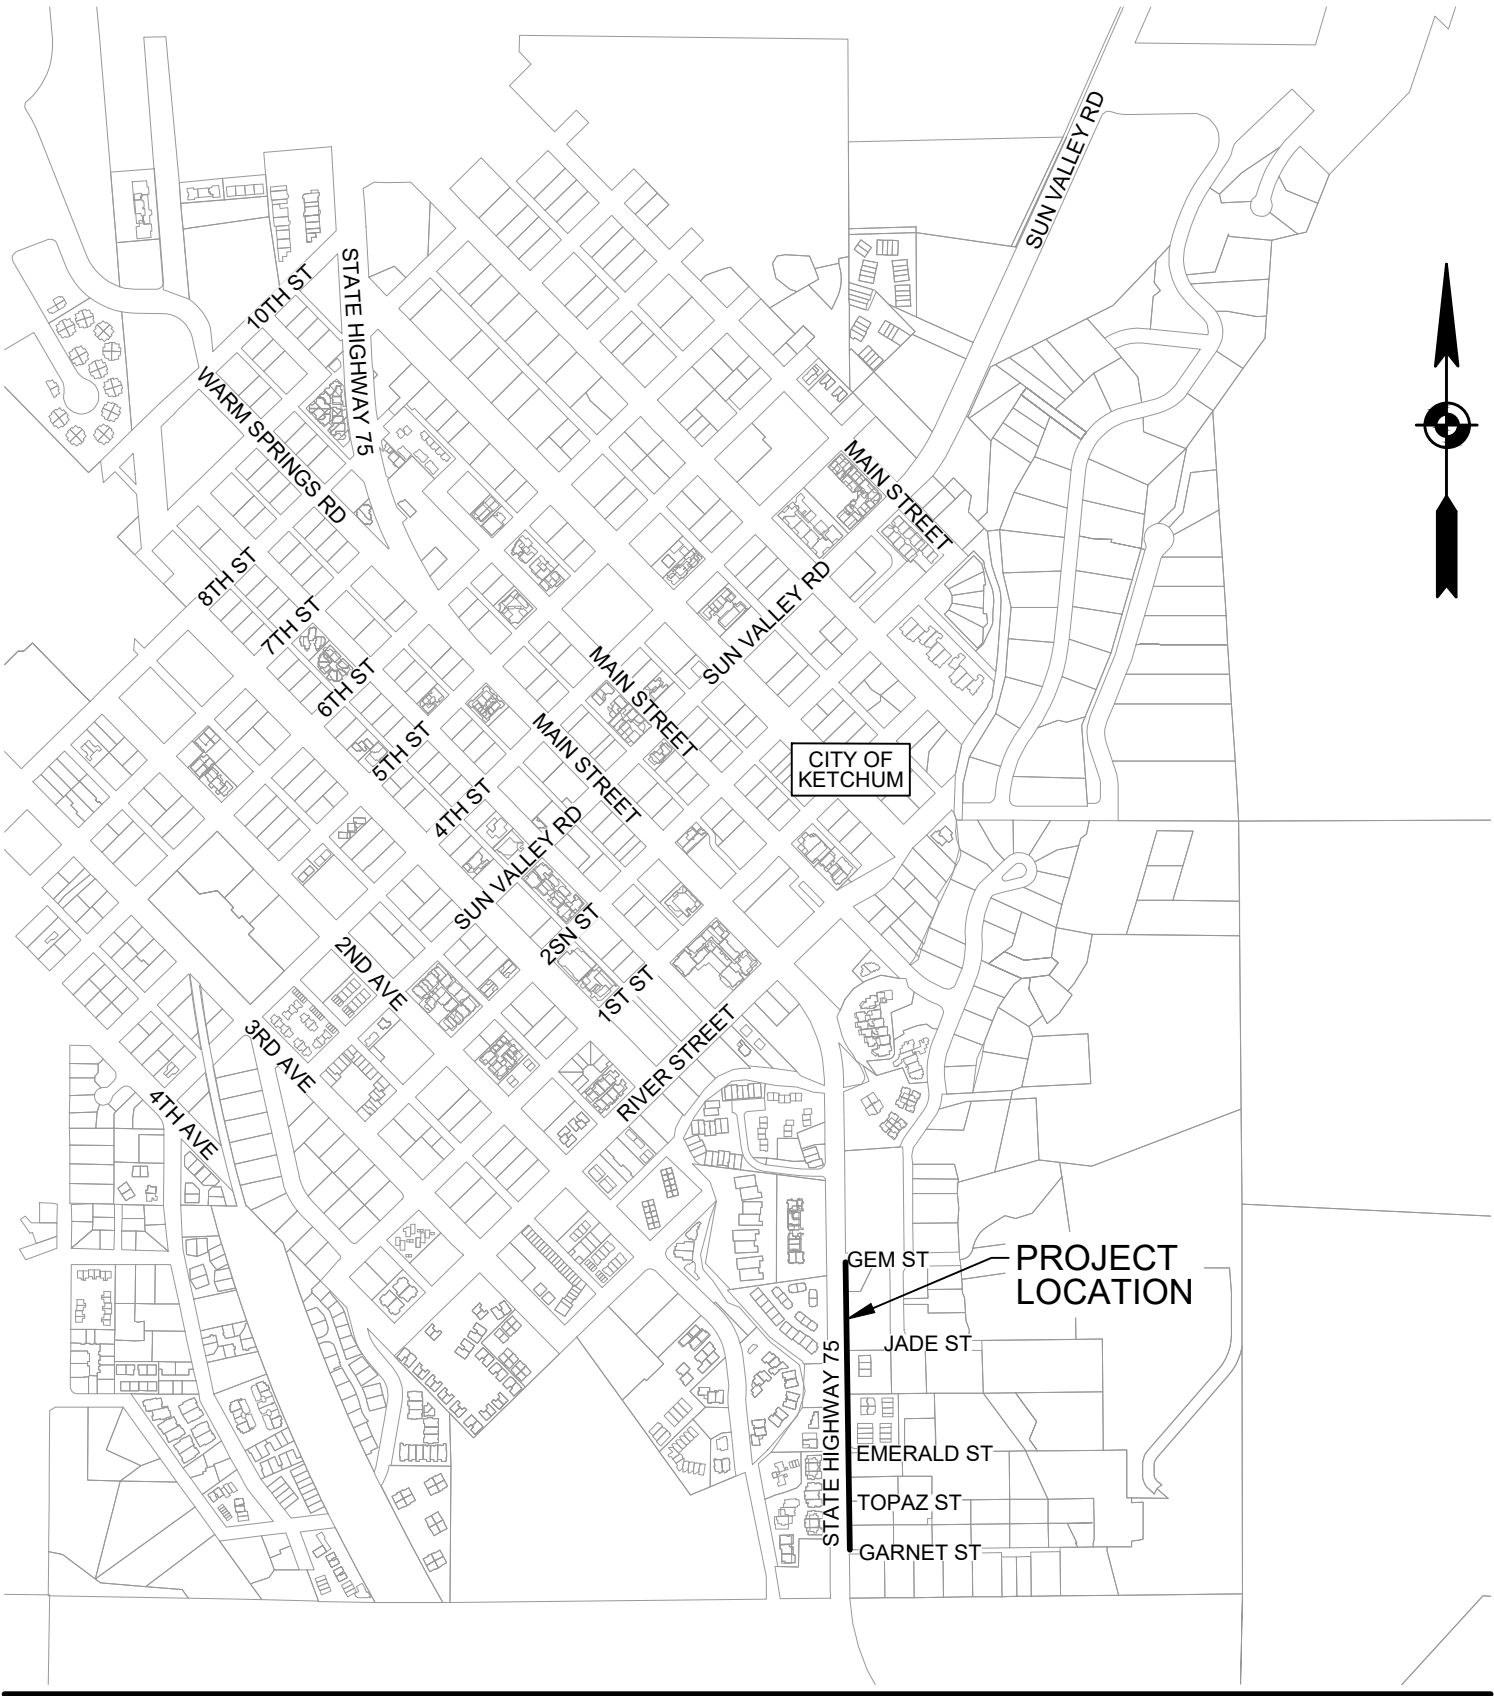 SUN VALLEY RD
10TH ST
STATE HIGHWAY 75
WARM SPRINGS RD
MAIN STREET
8TH ST
7TH ST
SUN VALLEY RD
6TH ST
MAIN STREET
5TH ST
MAIN STREET
CITY OF
KETCHUM
4TH ST
SUN VALLEY RD
2SN ST
2ND AVE
1ST ST
3RD AVE
RIVER STREET
4TH AVE
GEM ST
PROJECT
LOCATION
JADE ST
STATE HIGHWAY 75
EMERALD ST
TOPAZ ST
GARNET ST